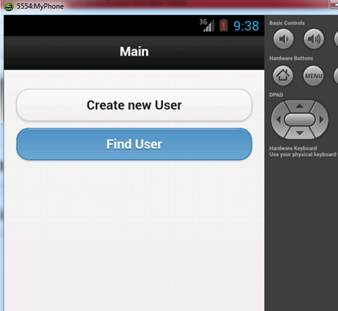 5554:MyPhone
3G 9:38
Main
Create new User
Find User
Basic Controls
Hardware Buttons
MENU
DPAD
Hardware Keyboard
Use your physical keyboard